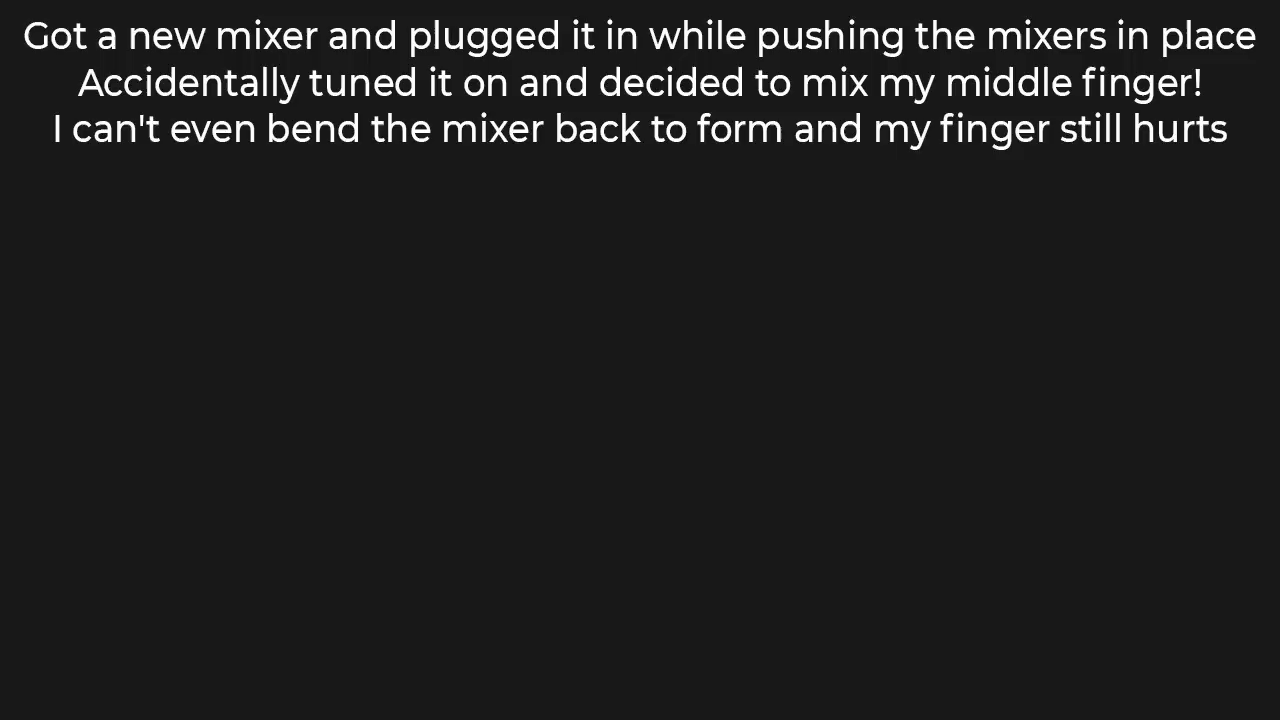 Got a new mixer and plugged it in while pushing the mixers in place
Accidentally tuned it on and decided to mix my middle finger!
I can't even bend the mixer back to form and my finger still hurts